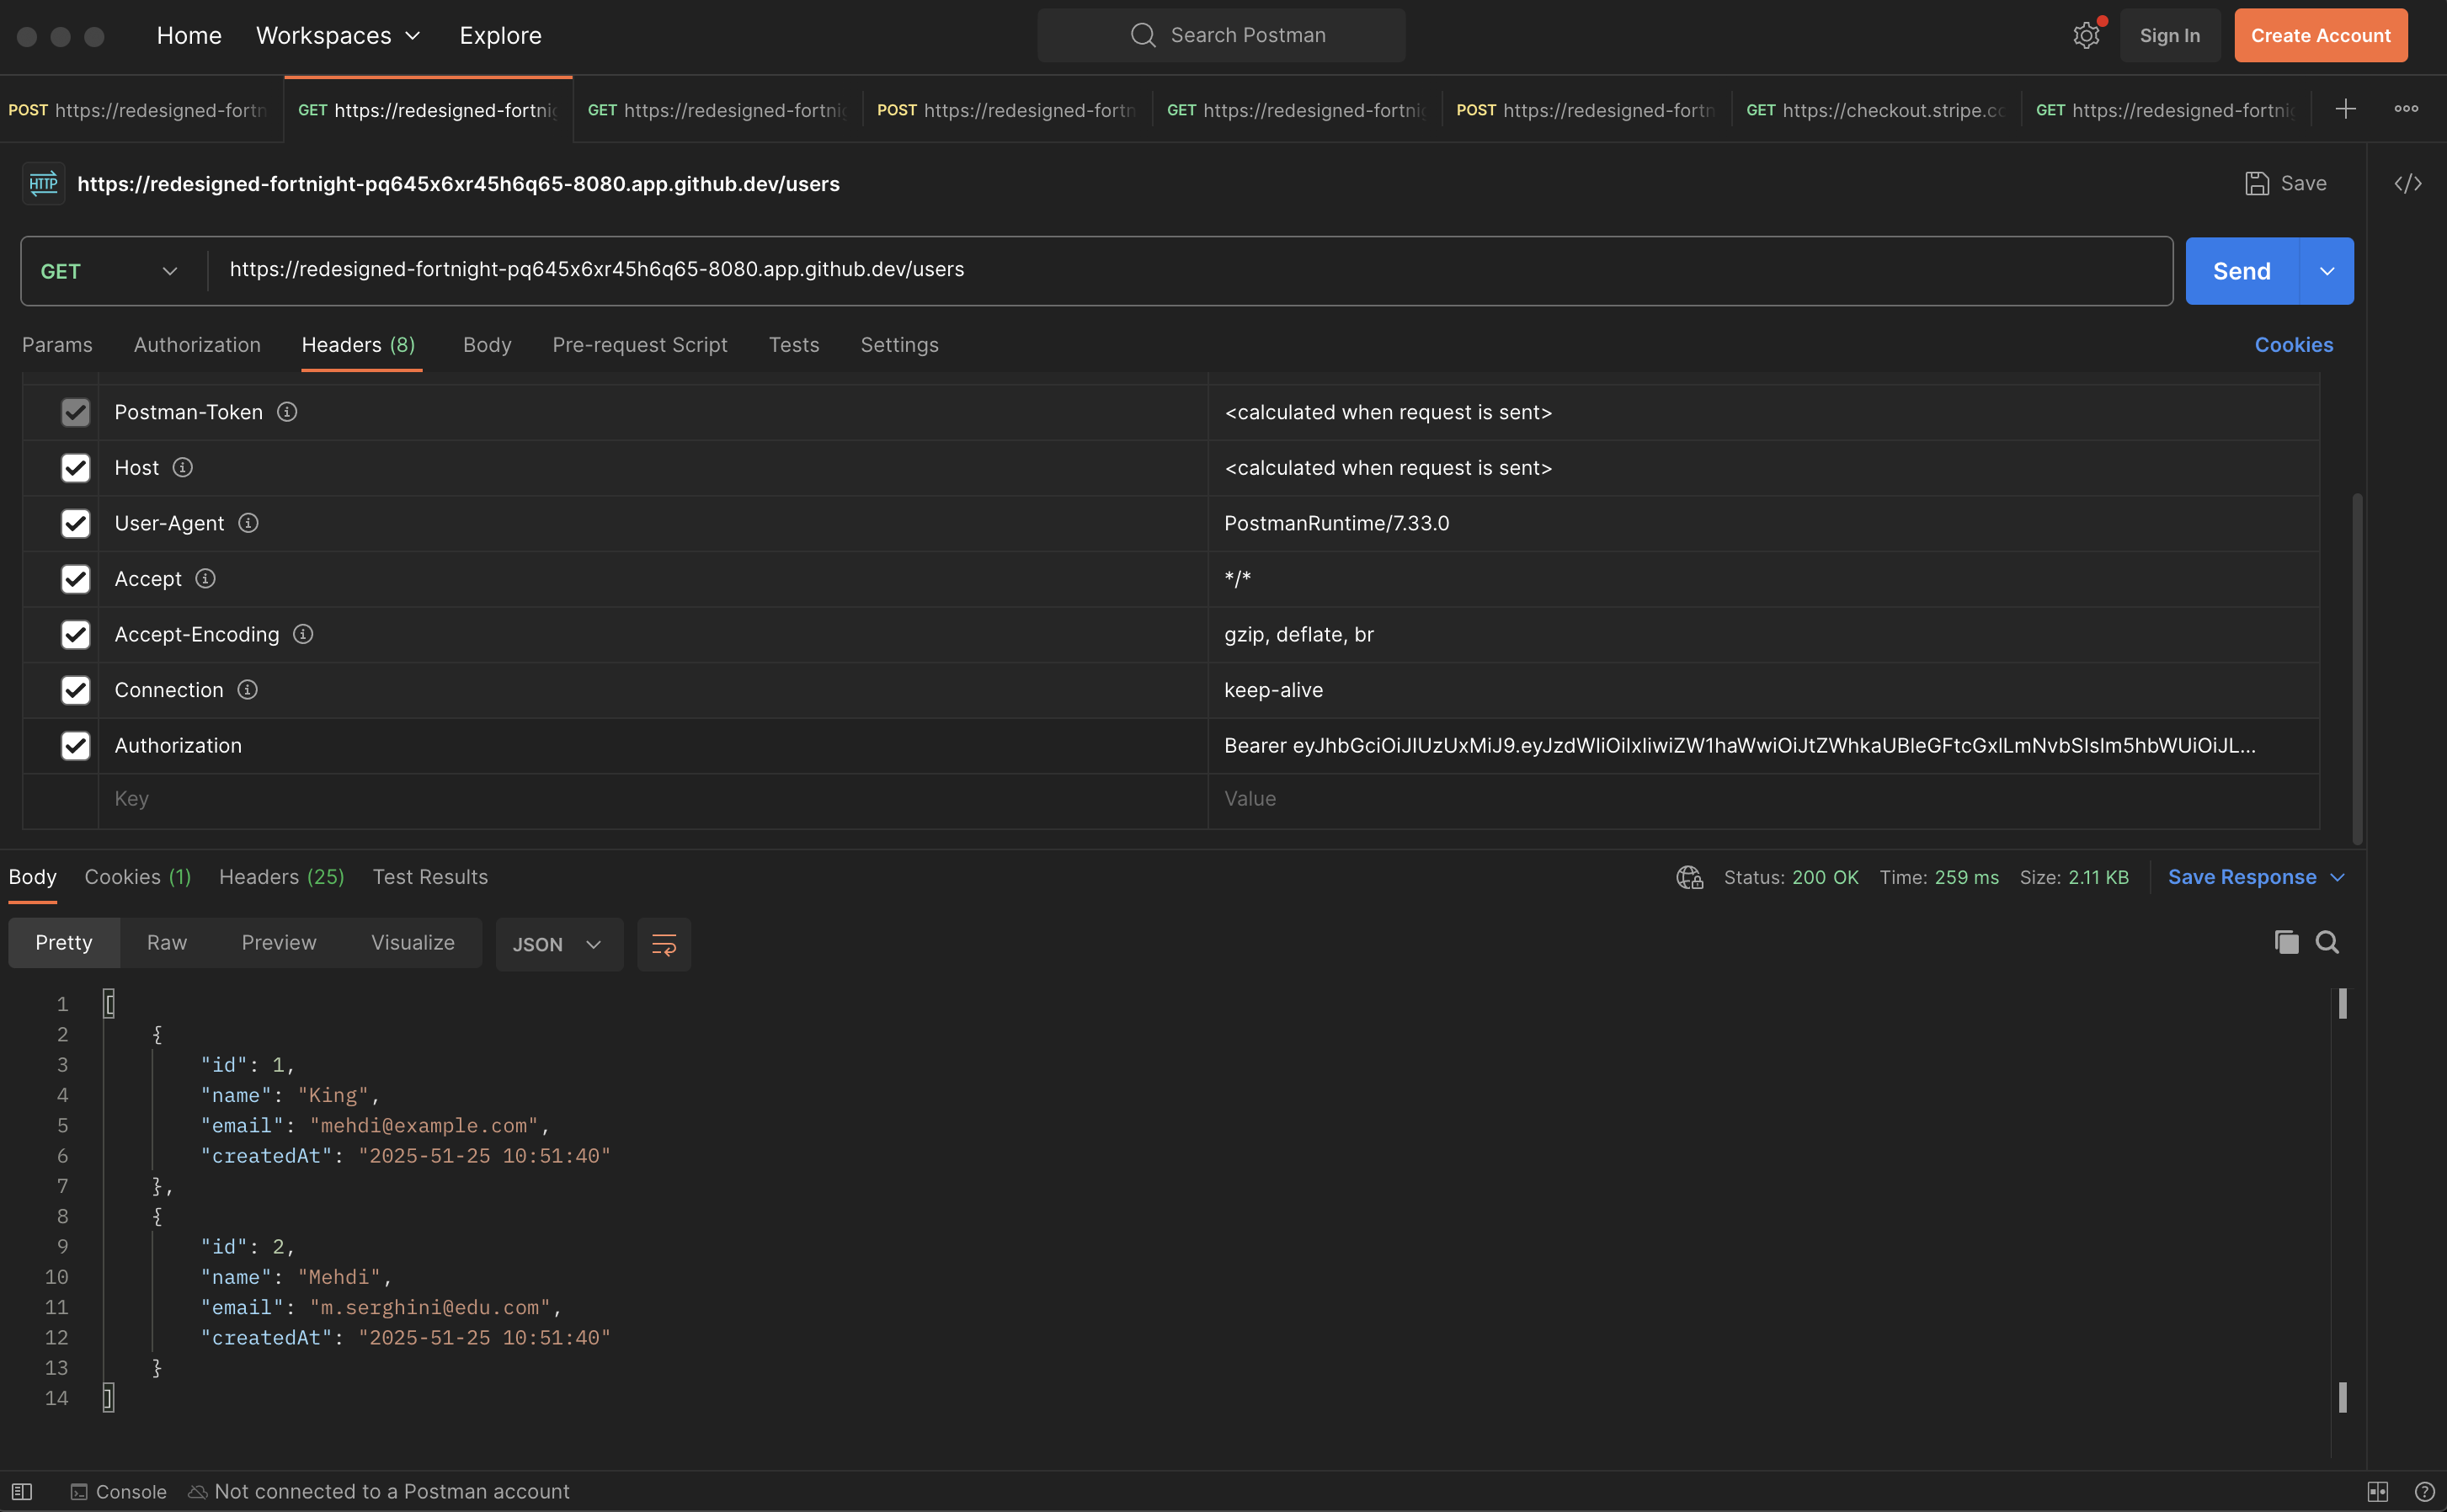 Home Workspaces Explore Search Postman Sign In Create Account
POST https://redesigned-fortn GET https://redesigned-fortni GET https://redesigned-fortni POST https://redesigned-fortn GET https://redesigned-fortni POST https://redesigned-fortn GET https://checkout.stripe.co GET https://redesigned-fortni
HTTP https://redesigned-fortnight-pq645x6xr45h6q65-8080.app.github.dev/users Save </>
GET https://redesigned-fortnight-pq645x6xr45h6q65-8080.app.github.dev/users Send
Params Authorization Headers (8) Body Pre-request Script Tests Settings Cookies
Postman-Token <calculated when request is sent>
Host <calculated when request is sent>
User-Agent PostmanRuntime/7.33.0
Accept */*
Accept-Encoding gzip, deflate, br
Connection keep-alive
Authorization Bearer
Key Value
Body Cookies (1) Headers (25) Test Results Status: 200 OK Time: 259 ms Size: 2.11 KB Save Response
Pretty Raw Preview Visualize JSON
1 [
2 {
3 "id": 1,
4 "name": "King",
5 "email": "mehdi@example.com",
6 "createdAt": "2025-51-25 10:51:40"
7 },
8 {
9 "id": 2,
10 "name": "Mehdi",
11 "email": "m.serghini@edu.com",
12 "createdAt": "2025-51-25 10:51:40"
13 }
14 ]
Console Not connected to a Postman account